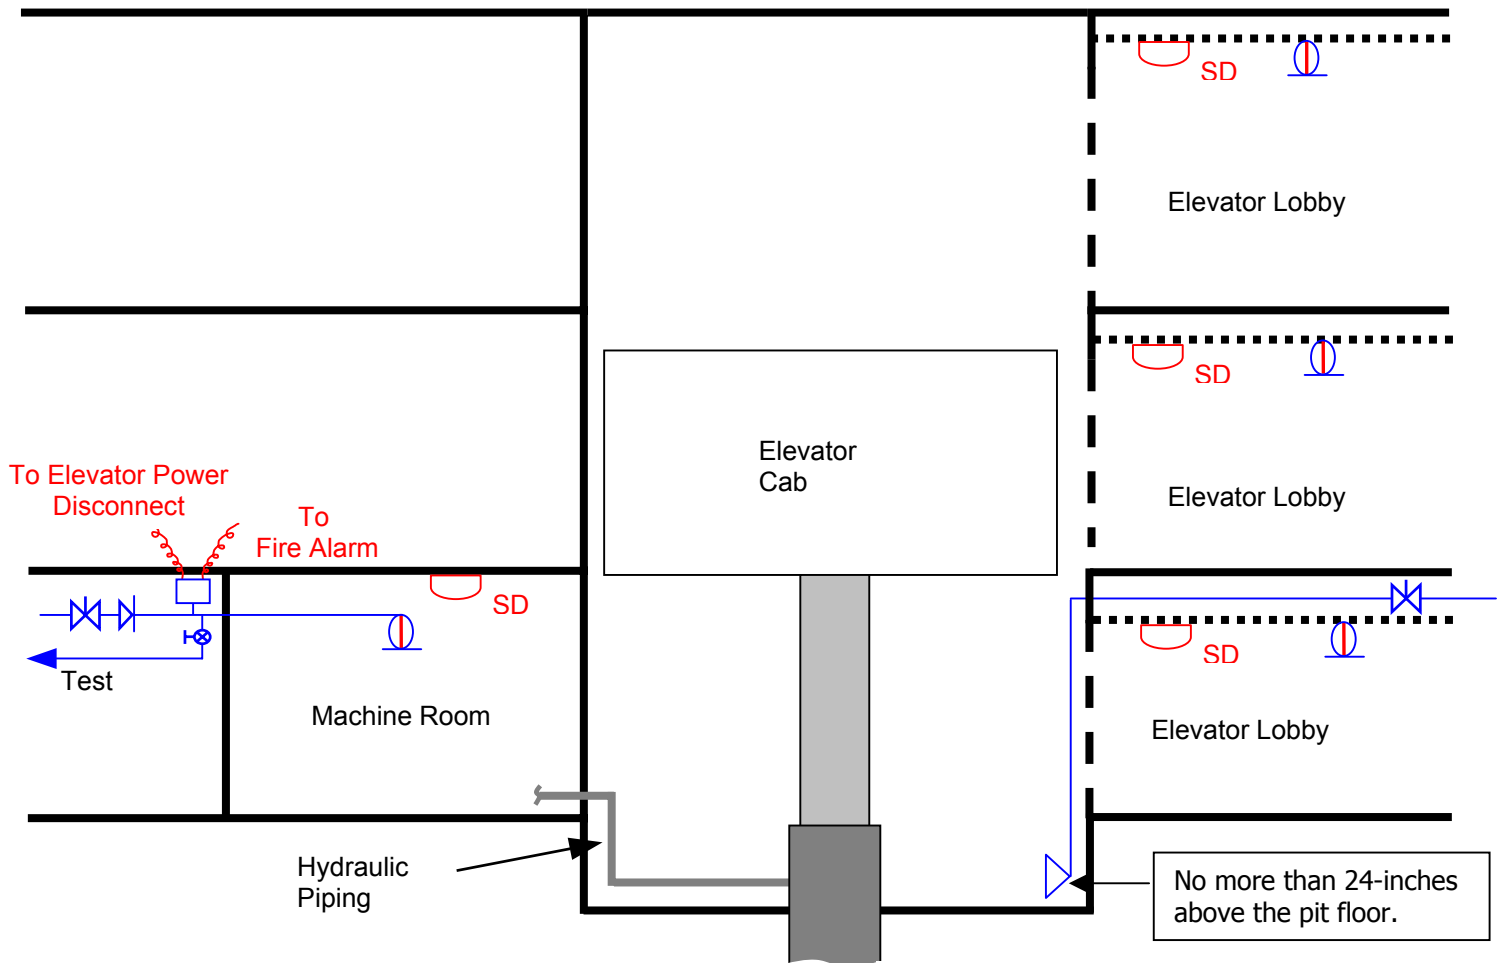 SD
Elevator Lobby
SD
Elevator
Cab
Elevator Lobby
To Elevator Power
Disconnect
To
Fire Alarm
SD
SD
Test
Machine Room
Elevator Lobby
Hydraulic
Piping
No more than 24-inches
above the pit floor.